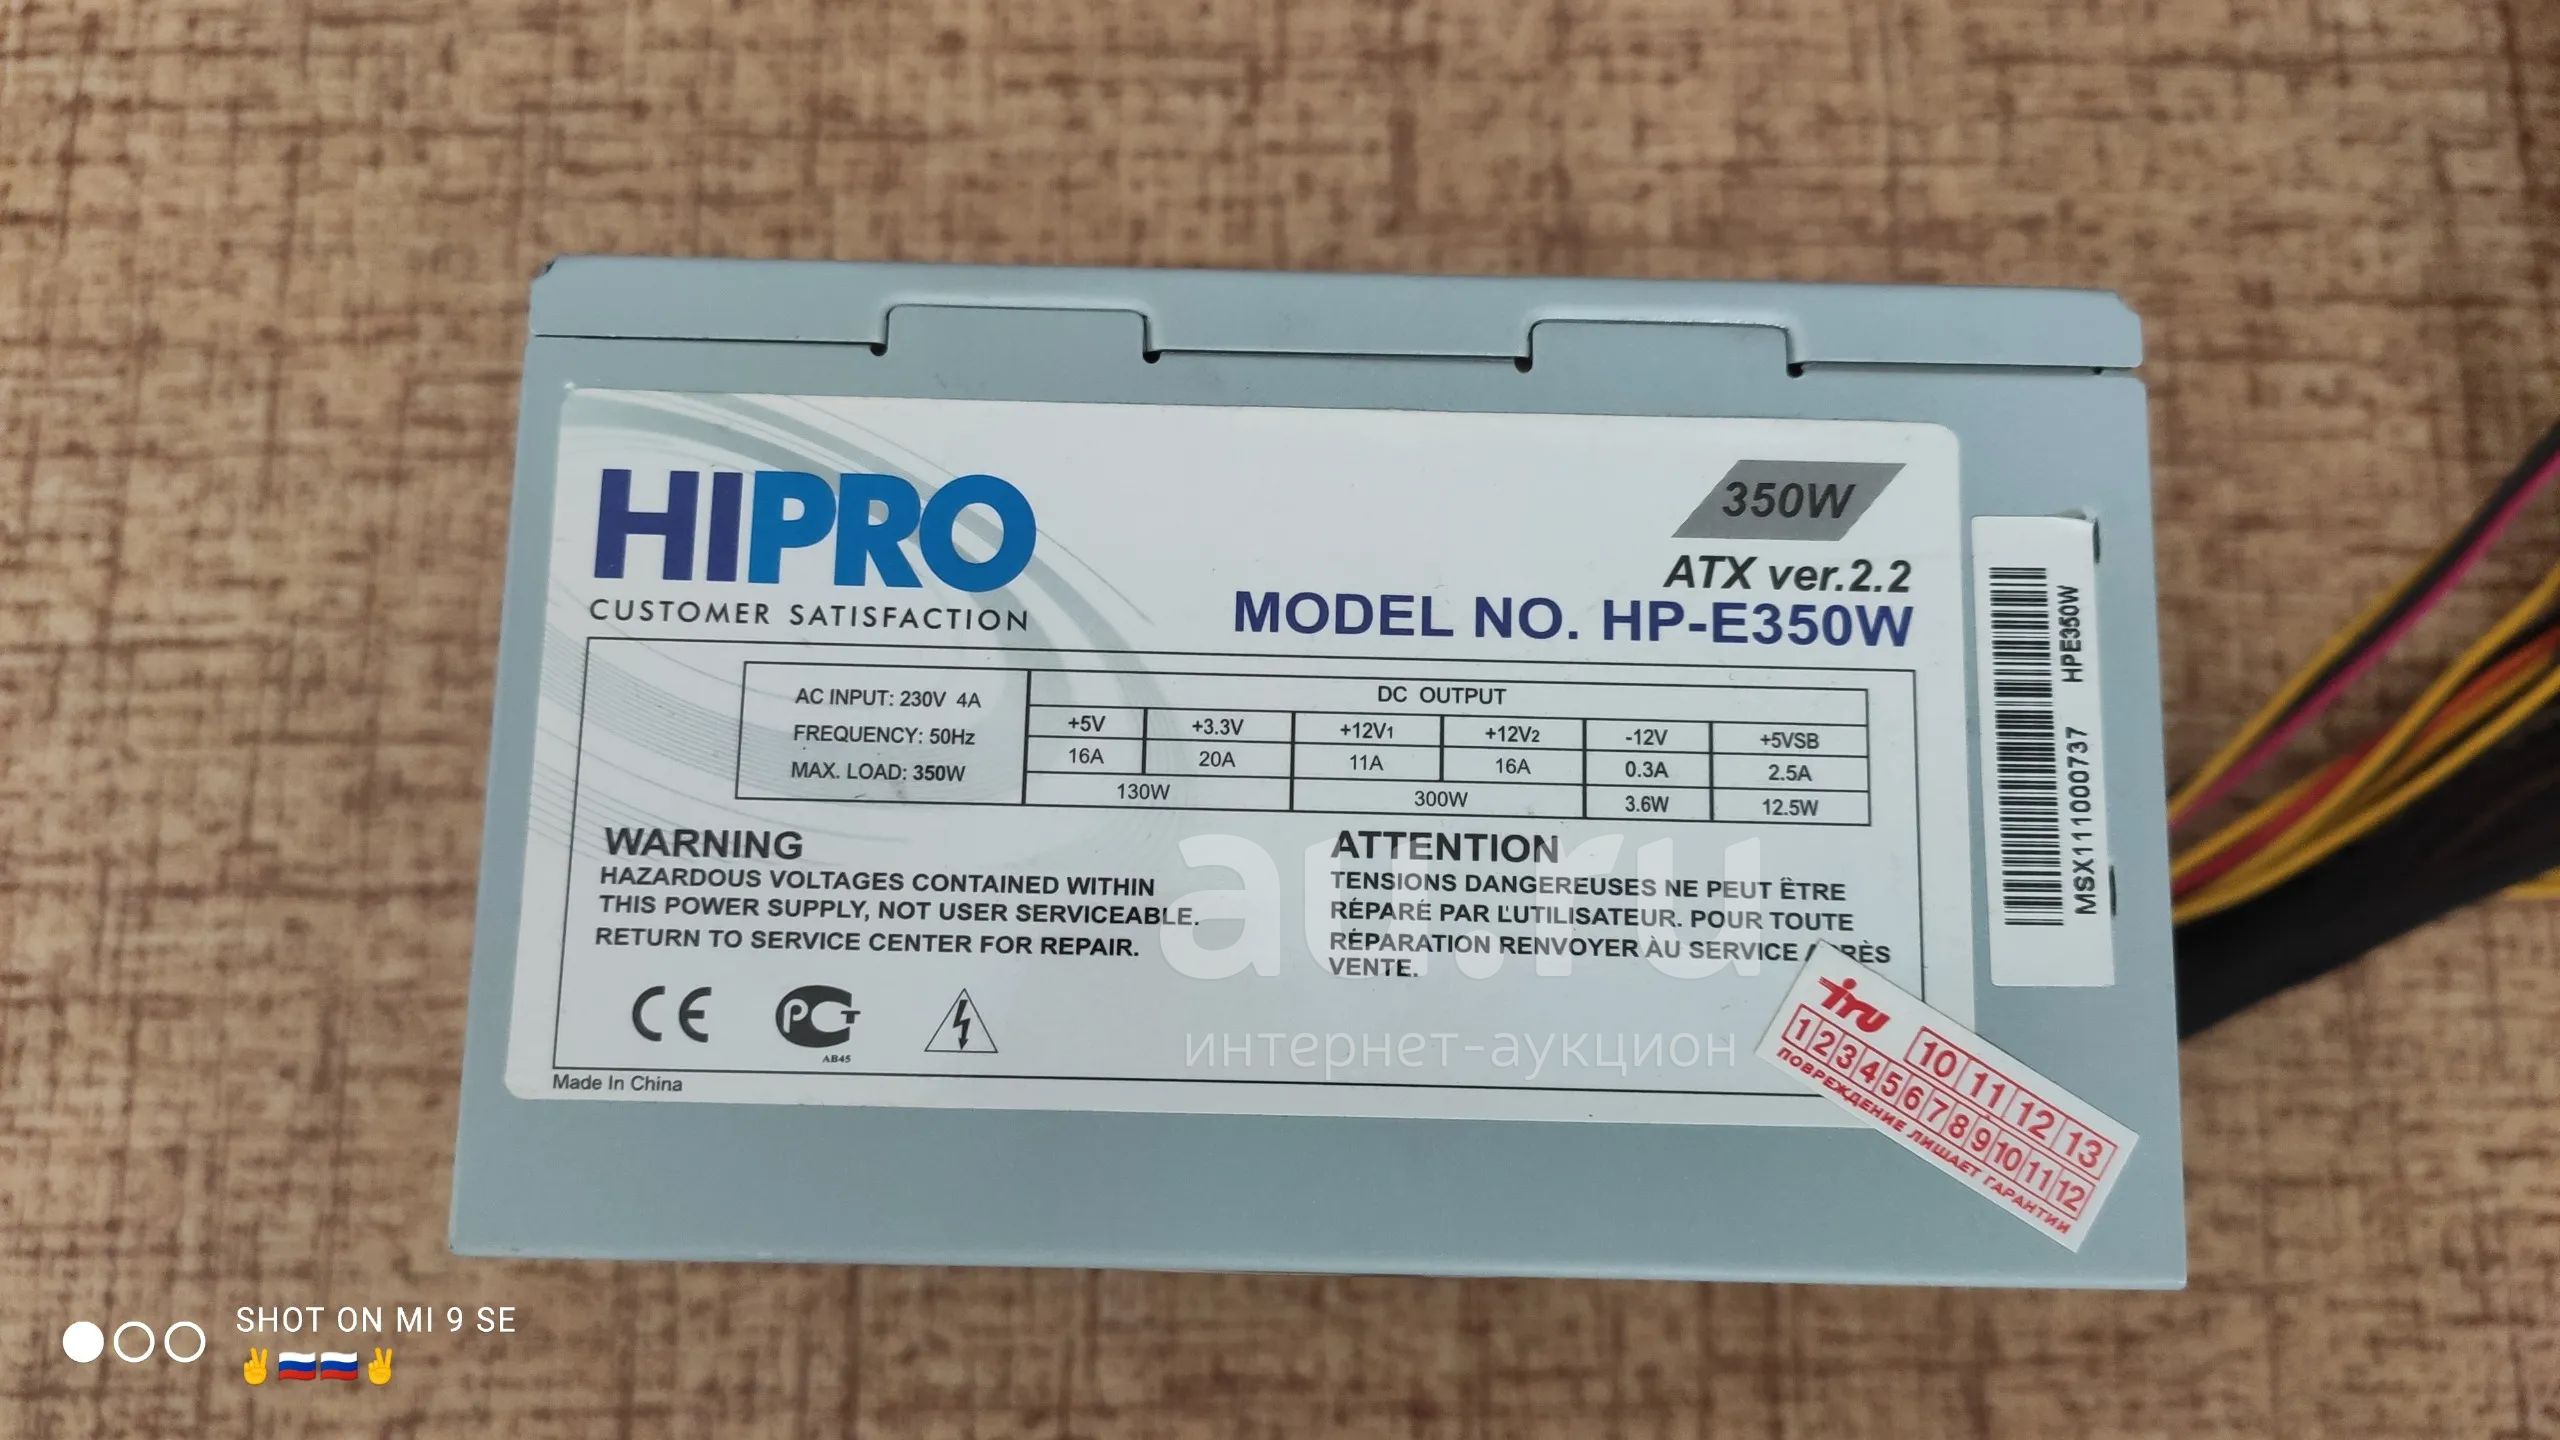 HIPRO
CUSTOMER SATISFACTION
350W
ATX ver.2.2
MODEL NO. HP-E350W
AC INPUT: 230V 4A
FREQUENCY: 50Hz
MAX. LOAD: 350W
DC OUTPUT
+5V +3.3V +12V1 +12V2 -12V +5VSB
16A 20A 11A 16A 0.3A 2.5A
130W 300W 3.6W 12.5W
WARNING
HAZARDOUS VOLTAGES CONTAINED WITHIN
THIS POWER SUPPLY, NOT USER SERVICEABLE.
RETURN TO SERVICE CENTER FOR REPAIR.
ATTENTION
TENSIONS DANGEREUSES NE PEUT ÊTRE
RÉPARÉ PAR L'UTILISATEUR. POUR TOUTE
RÉPARATION RENVOYER ÀU SERVICE
VENTE.
CE
РСТ
AB45
Made In China
HPE350W
MSX111000737
iru
10 11 12 13
1 2 3 4 5 6 7 8 9 10 11 12
ПОВРЕЖДЕНИЕ ЛИШАЕТ ГАРАНТИИ
au.ru
интернет-аукцион
SHOT ON MI 9 SE
✌🇷🇺🇷🇺✌